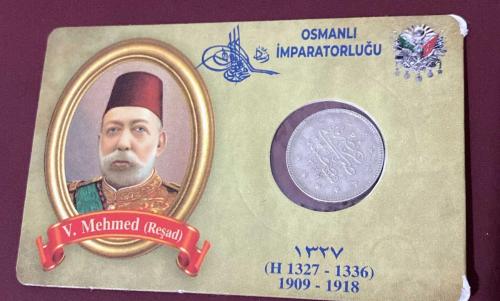 OSMANLI
İMPARATORLUĞU
V. Mehmed (Reşad)
١٣٢٧
(H 1327 - 1336)
1909 - 1918